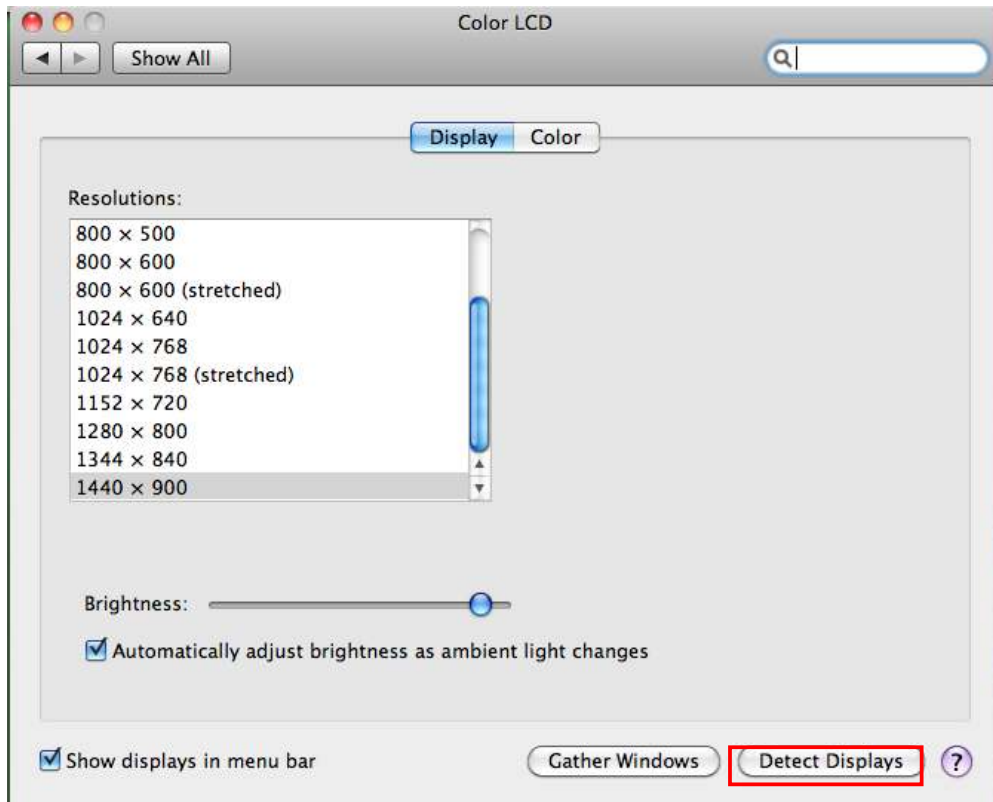 Color LCD
Show All
Display Color
Resolutions:
800 × 500
800 × 600
800 × 600 (stretched)
1024 × 640
1024 × 768
1024 × 768 (stretched)
1152 × 720
1280 × 800
1344 × 840
1440 × 900
Brightness:
Automatically adjust brightness as ambient light changes
Show displays in menu bar Gather Windows Detect Displays ?